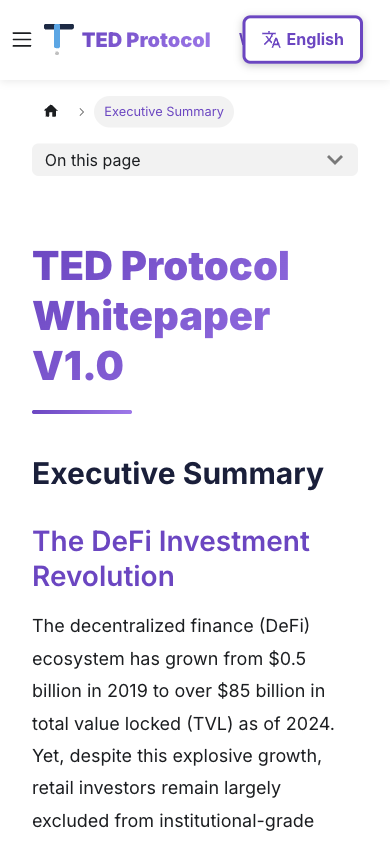 TED Protocol
English
Executive Summary
On this page
TED Protocol
Whitepaper
V1.0
Executive Summary
The DeFi Investment
Revolution
The decentralized finance (DeFi)
ecosystem has grown from $0.5
billion in 2019 to over $85 billion in
total value locked (TVL) as of 2024.
Yet, despite this explosive growth,
retail investors remain largely
excluded from institutional-grade